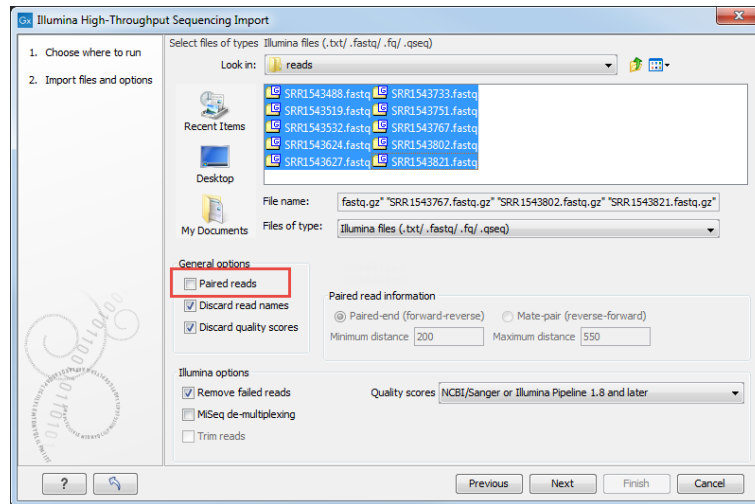 Gx Illumina High-Throughput Sequencing Import
1. Choose where to run
2. Import files and options
Select files of types Illumina files (.txt/ .fastq/ .fq/ .qseq)
Look in: reads
Recent Items
Desktop
My Documents
SRR1543488.fastq SRR1543733.fastq
SRR1543519.fastq SRR1543751.fastq
SRR1543532.fastq SRR1543767.fastq
SRR1543624.fastq SRR1543802.fastq
SRR1543627.fastq SRR1543821.fastq
File name: fastq.gz" "SRR1543767.fastq.gz" "SRR1543802.fastq.gz" "SRR1543821.fastq.gz"
Files of type: Illumina files (.txt/ .fastq/ .fq/ .qseq)
General options
Paired reads
Discard read names
Discard quality scores
Paired read information
Paired-end (forward-reverse) Mate-pair (reverse-forward)
Minimum distance 200 Maximum distance 550
Illumina options
Remove failed reads
Quality scores NCBI/Sanger or Illumina Pipeline 1.8 and later
MiSeq de-multiplexing
Trim reads
? Previous Next Finish Cancel